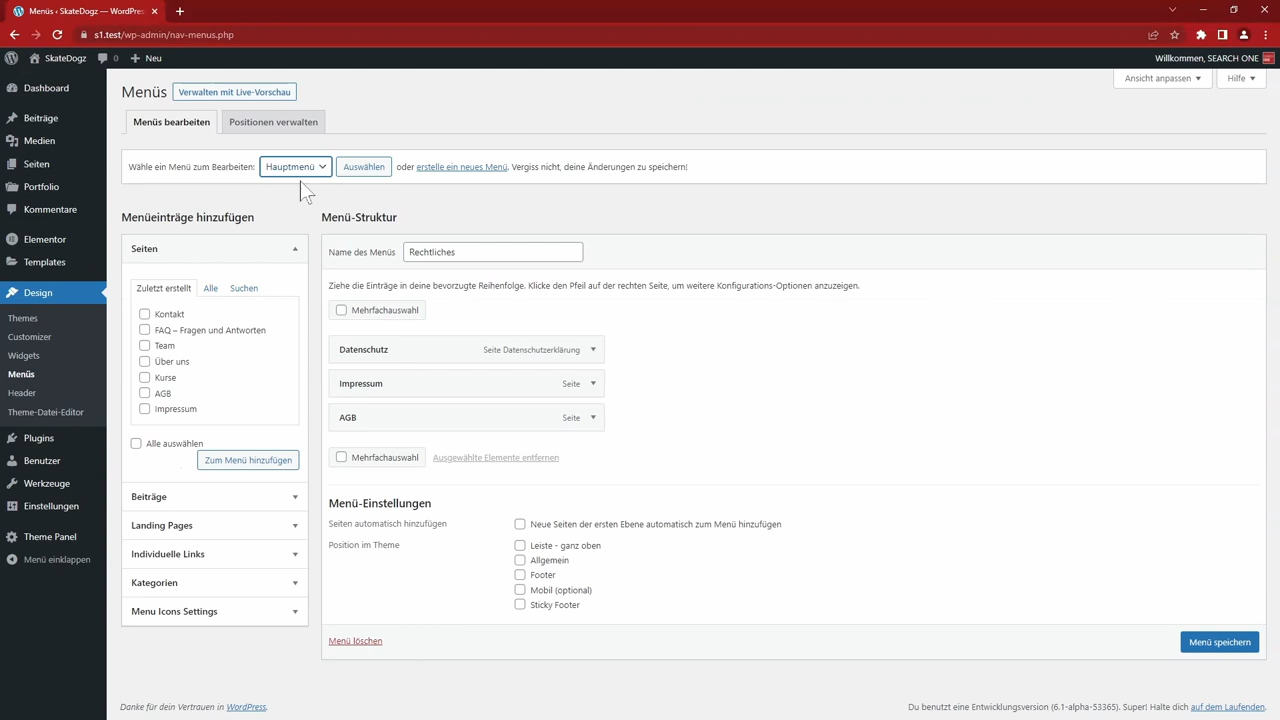 Menüs ‹ SkateDogz — WordPres
s1.test/wp-admin/nav-menus.php
SkateDogz
0
Neu
Willkommen, SEARCH ONE
Dashboard
Beiträge
Medien
Seiten
Portfolio
Kommentare
Elementor
Templates
Design
Themes
Customizer
Widgets
Menüs
Header
Theme-Datei-Editor
Plugins
Benutzer
Werkzeuge
Einstellungen
Theme Panel
Menü einklappen
Ansicht anpassen
Hilfe
Menüs
Verwalten mit Live-Vorschau
Menüs bearbeiten
Positionen verwalten
Wähle ein Menü zum Bearbeiten: Hauptmenü Auswählen oder erstelle ein neues Menü. Vergiss nicht, deine Änderungen zu speichern!
Menüeinträge hinzufügen
Seiten
Zuletzt erstellt
Alle
Suchen
Kontakt
FAQ – Fragen und Antworten
Team
Über uns
Kurse
AGB
Impressum
Alle auswählen
Zum Menü hinzufügen
Beiträge
Landing Pages
Individuelle Links
Kategorien
Menu Icons Settings
Menü-Struktur
Name des Menüs Rechtliches
Ziehe die Einträge in deine bevorzugte Reihenfolge. Klicke den Pfeil auf der rechten Seite, um weitere Konfigurations-Optionen anzuzeigen.
Mehrfachauswahl
Datenschutz Seite Datenschutzerklärung
Impressum Seite
AGB Seite
Mehrfachauswahl Ausgewählte Elemente entfernen
Menü-Einstellungen
Seiten automatisch hinzufügen Neue Seiten der ersten Ebene automatisch zum Menü hinzufügen
Position im Theme Leiste - ganz oben
Allgemein
Footer
Mobil (optional)
Sticky Footer
Menü löschen
Menü speichern
Danke für dein Vertrauen in WordPress.
Du benutzt eine Entwicklungsversion (6.1-alpha-53365). Super! Halte dich auf dem Laufenden.